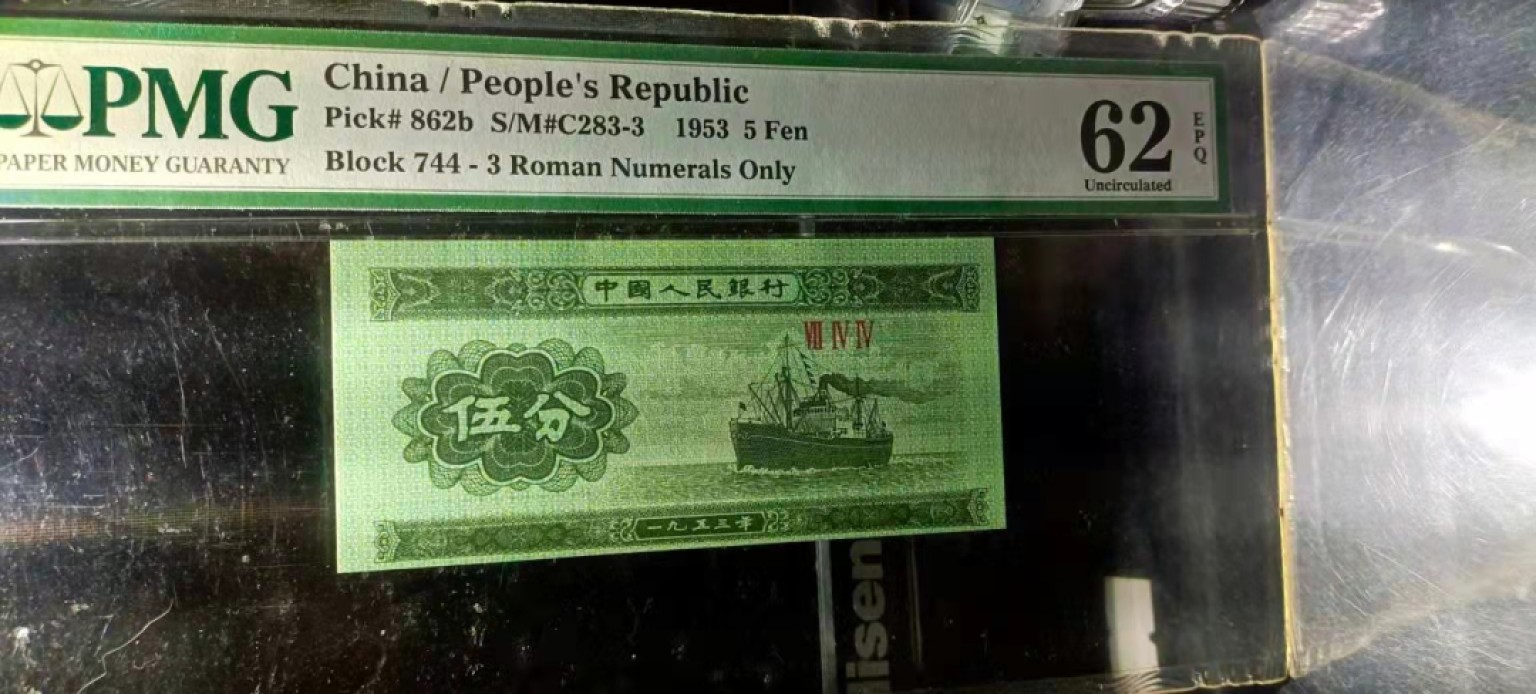 PMG
PAPER MONEY GUARANTY
China / People's Republic
Pick# 862b S/M#C283-3 1953 5 Fen
Block 744 - 3 Roman Numerals Only
62
Uncirculated
EPQ
中國人民銀行
VII IV IV
伍分
一九五三年